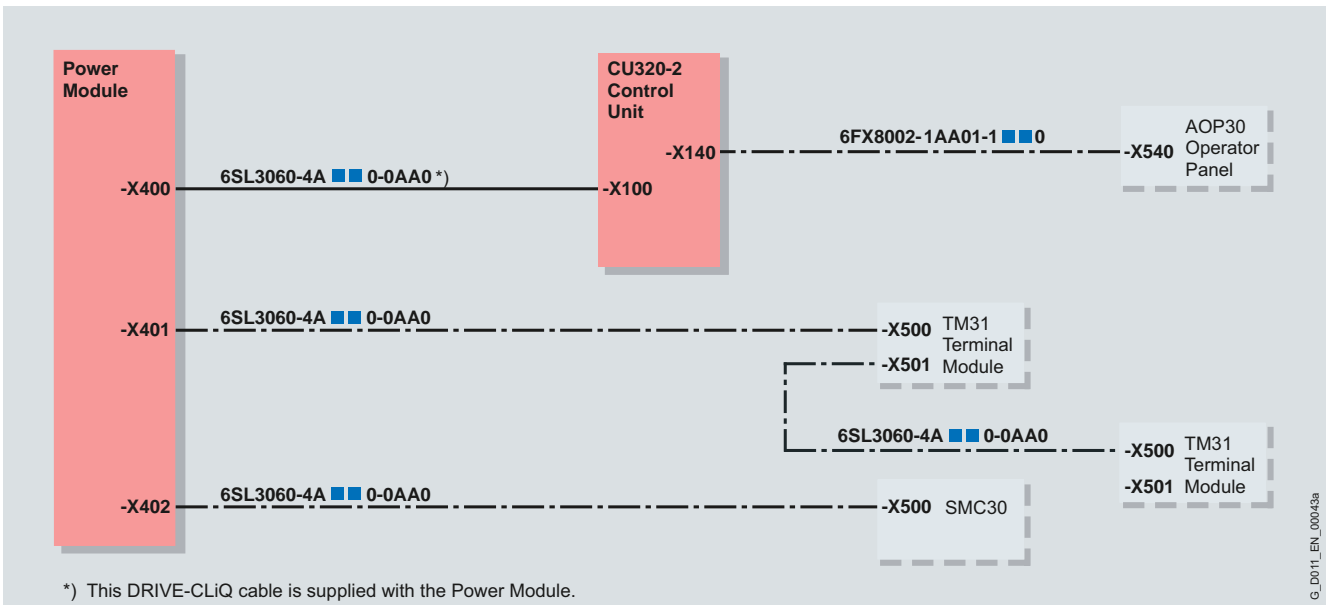 Power
Module
CU320-2
Control
Unit
6FX8002-1AA01-1 ■■0
-X140
-X540
AOP30
Operator
Panel
6SL3060-4A ■■ 0-0AA0 *)
-X400
-X100
6SL3060-4A ■■ 0-0AA0
-X401
-X500
-X501
TM31
Terminal
Module
6SL3060-4A ■■ 0-0AA0
-X500
-X501
TM31
Terminal
Module
6SL3060-4A ■■ 0-0AA0
-X402
-X500 SMC30
*) This DRIVE-CLiQ cable is supplied with the Power Module.
G_D011_EN_00043a